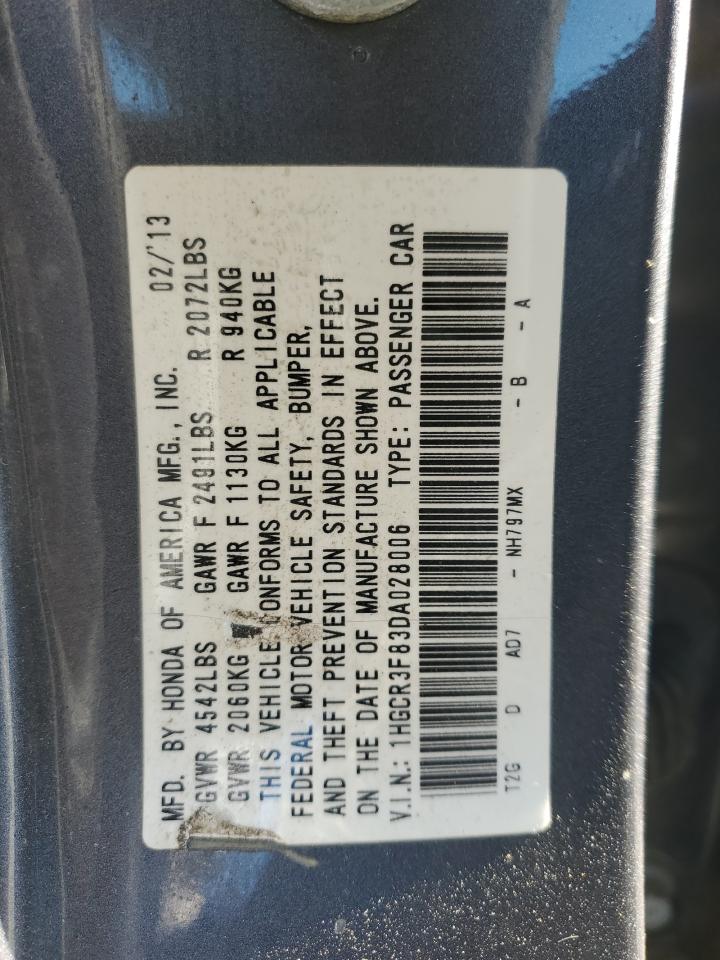 MFD. BY HONDA OF AMERICA MFG., INC. 02/'13
GVWR 4542LBS GAWR F 2491LBS R 2072LBS
GVWR 2060KG GAWR F 1130KG R 940KG
THIS VEHICLE CONFORMS TO ALL APPLICABLE
FEDERAL MOTOR VEHICLE SAFETY, BUMPER,
AND THEFT PREVENTION STANDARDS IN EFFECT
ON THE DATE OF MANUFACTURE SHOWN ABOVE.
V.I.N.: 1HGCR3F83DA028006 TYPE: PASSENGER CAR
T2G D AD7 - NH797MX - B - A